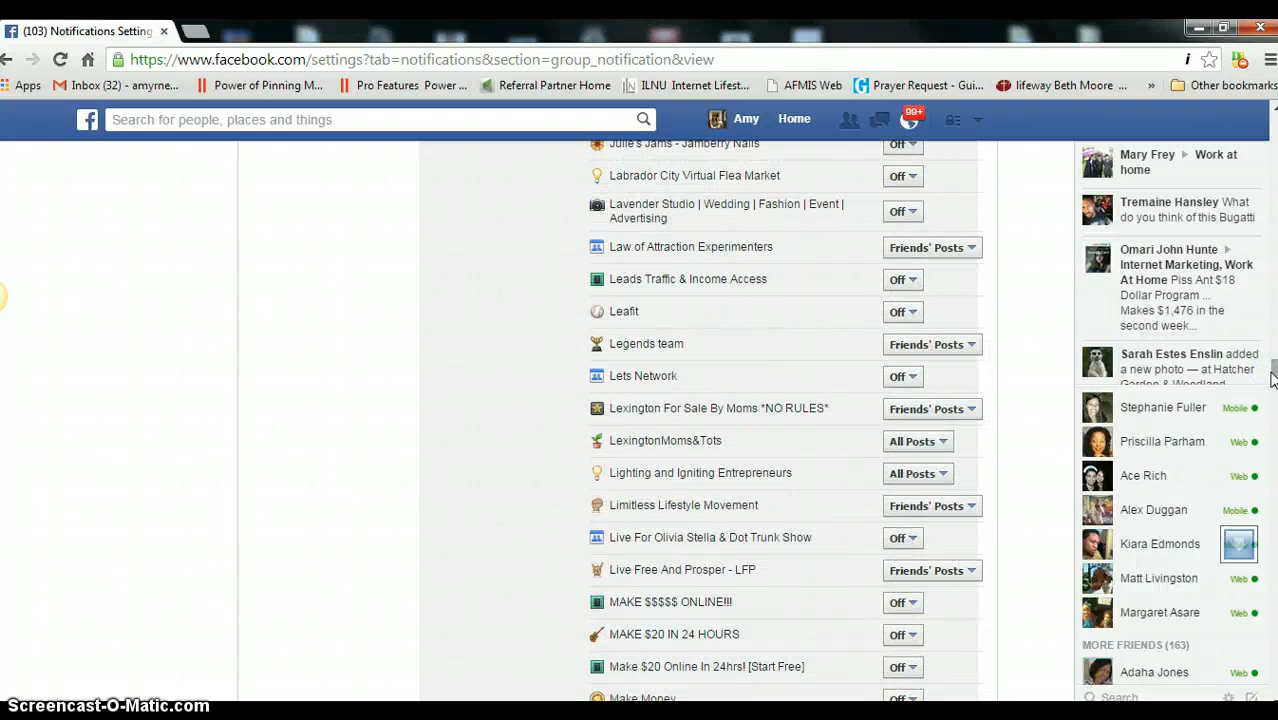 (103) Notifications Setting
https://www.facebook.com/settings?tab=notifications&section=group_notification&view
Apps
Inbox (32) - amyrne...
Power of Pinning M...
Pro Features Power ...
Referral Partner Home
ILNU Internet Lifest...
AFMIS Web
Prayer Request - Gui...
lifeway Beth Moore ...
»
Other bookmarks
Search for people, places and things
Amy
Home
99+
Julie's Jams - Jamberry Nails
Off
Labrador City Virtual Flea Market
Off
Lavender Studio | Wedding | Fashion | Event |
Advertising
Off
Law of Attraction Experimenters
Friends' Posts
Leads Traffic & Income Access
Off
Leafit
Off
Legends team
Friends' Posts
Lets Network
Off
Lexington For Sale By Moms *NO RULES*
Friends' Posts
LexingtonMoms&Tots
All Posts
Lighting and Igniting Entrepreneurs
All Posts
Limitless Lifestyle Movement
Friends' Posts
Live For Olivia Stella & Dot Trunk Show
Off
Live Free And Prosper - LFP
Friends' Posts
MAKE $$$$$ ONLINE!!!
Off
MAKE $20 IN 24 HOURS
Off
Make $20 Online In 24hrs! [Start Free]
Off
Make Money
Off
Mary Frey Work at
home
Tremaine Hansley What
do you think of this Bugatti
Omari John Hunte
Internet Marketing, Work
At Home Piss Ant $18
Dollar Program ...
Makes $1,476 in the
second week...
Sarah Estes Enslin added
a new photo — at Hatcher
Garden & Woodland
Stephanie Fuller Mobile
Priscilla Parham Web
Ace Rich Web
Alex Duggan Mobile
Kiara Edmonds
Matt Livingston Web
Margaret Asare Web
MORE FRIENDS (163)
Adaha Jones Web
Search
Screencast-O-Matic.com